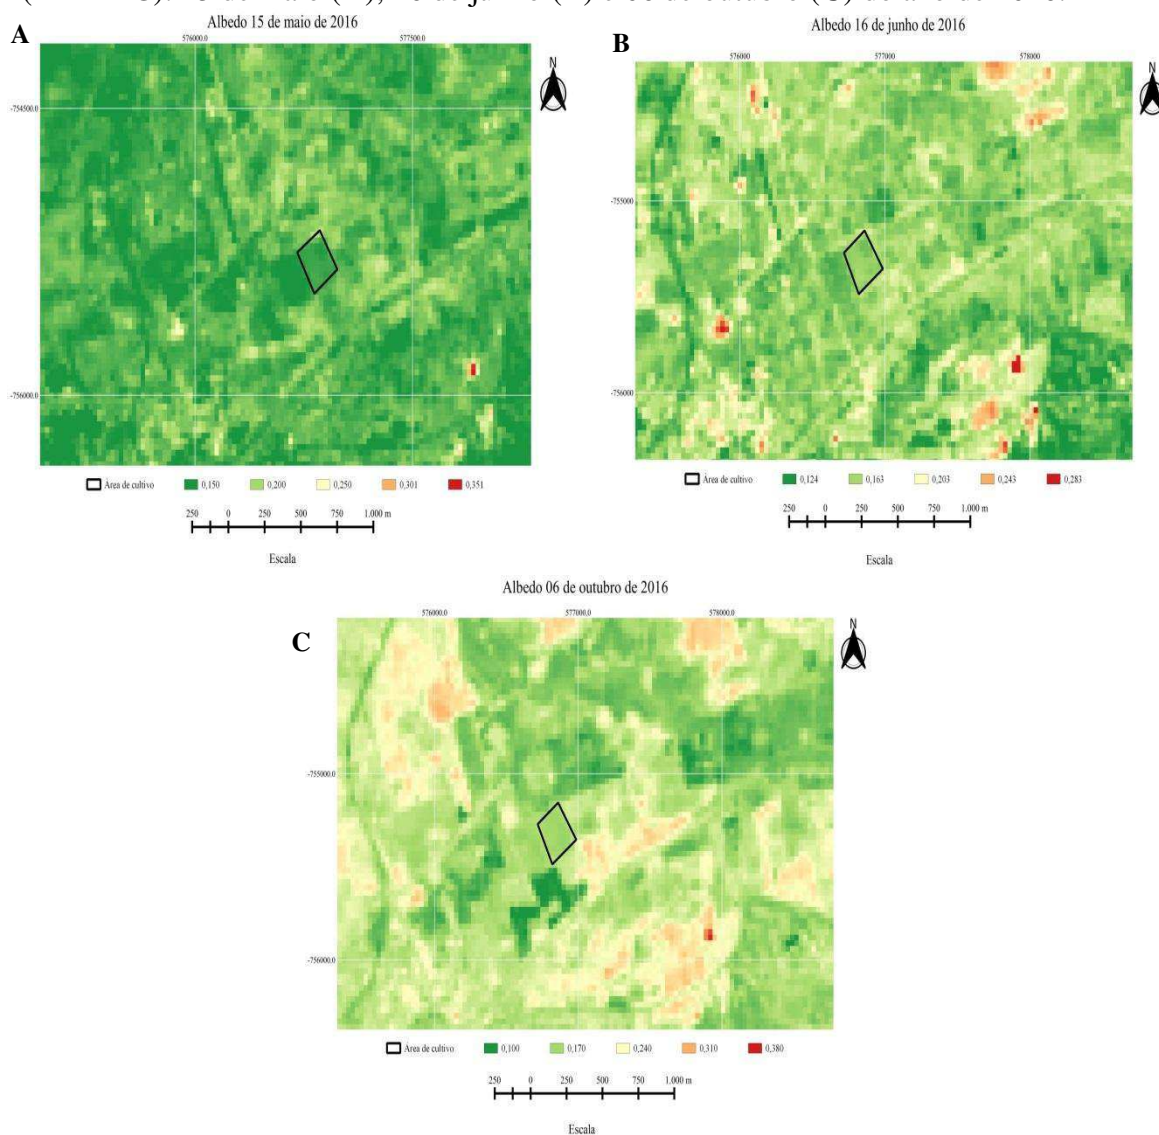 Albedo 15 de maio de 2016
A
N
576000.0
577500.0
-754500.0
-756000.0
Área de cultivo 0,150 0,200 0,250 0,301 0,351
250 0 250 500 750 1.000 m
Escala
Albedo 16 de junho de 2016
B
N
576000
577000
578000
-755000
-756000
Área de cultivo 0,124 0,163 0,203 0,243 0,283
250 0 250 500 750 1.000 m
Escala
Albedo 06 de outubro de 2016
C
N
576000.0
577000.0
578000.0
-755000.0
-756000.0
Área de cultivo 0,100 0,170 0,240 0,310 0,380
250 0 250 500 750 1.000 m
Escala